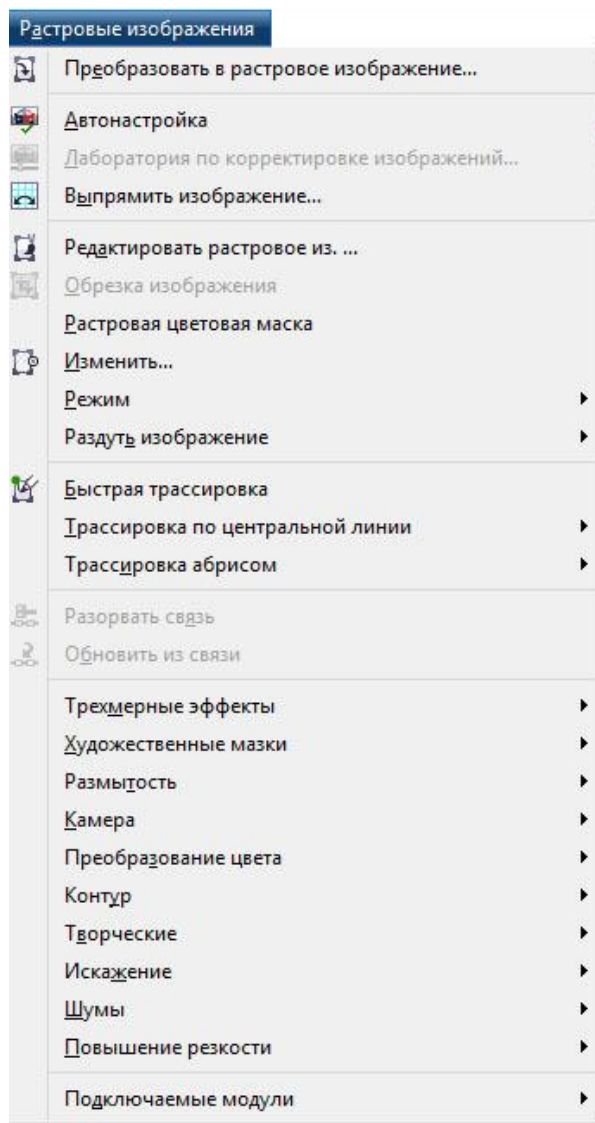 Растровые изображения
Преобразовать в растровое изображение...
Автонастройка
Лаборатория по корректировке изображений...
Выпрямить изображение...
Редактировать растровое из. ...
Обрезка изображения
Растровая цветовая маска
Изменить...
Режим
Раздуть изображение
Быстрая трассировка
Трассировка по центральной линии
Трассировка абрисом
Разорвать связь
Обновить из связи
Трехмерные эффекты
Художественные мазки
Размытость
Камера
Преобразование цвета
Контур
Творческие
Искажение
Шумы
Повышение резкости
Подключаемые модули